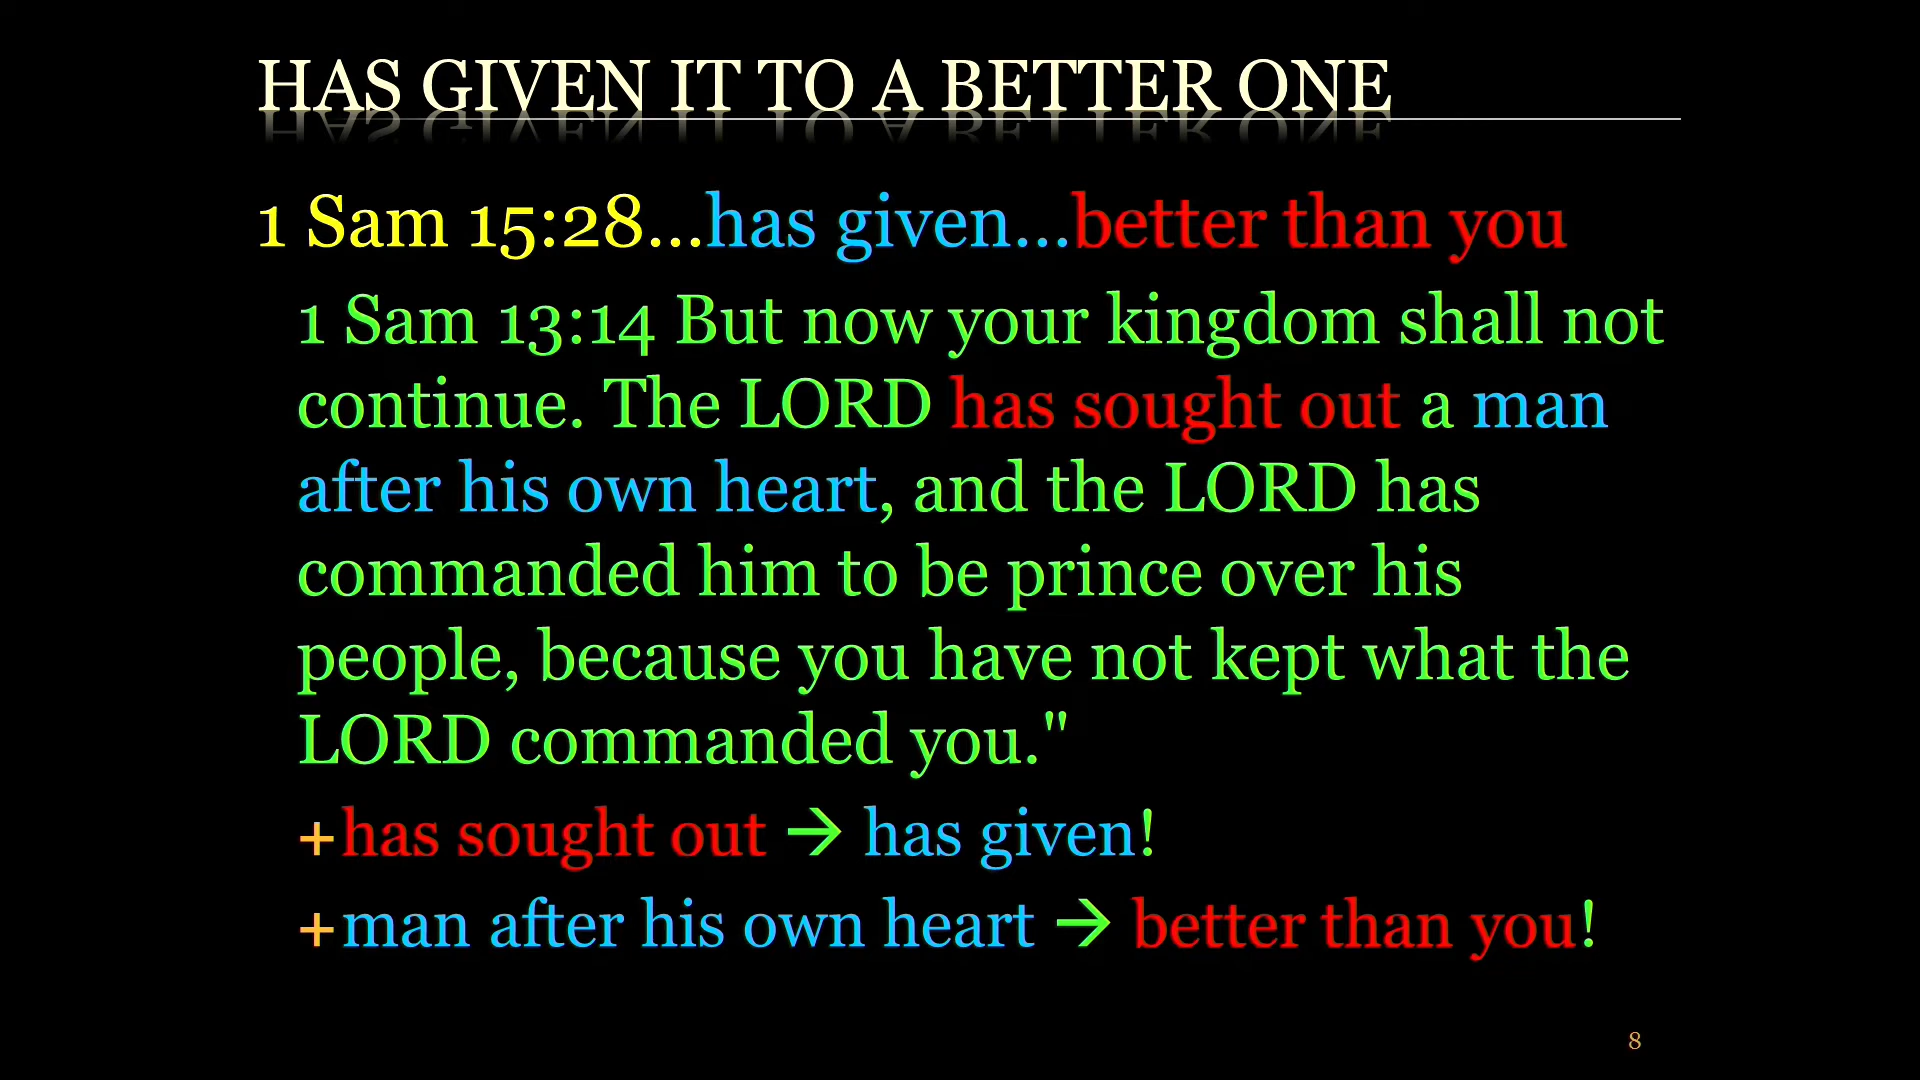 HAS GIVEN IT TO A BETTER ONE
1 Sam 15:28...has given...better than you
1 Sam 13:14 But now your kingdom shall not
continue. The LORD has sought out a man
after his own heart, and the LORD has
commanded him to be prince over his
people, because you have not kept what the
LORD commanded you."
+has sought out → has given!
+man after his own heart → better than you!
8